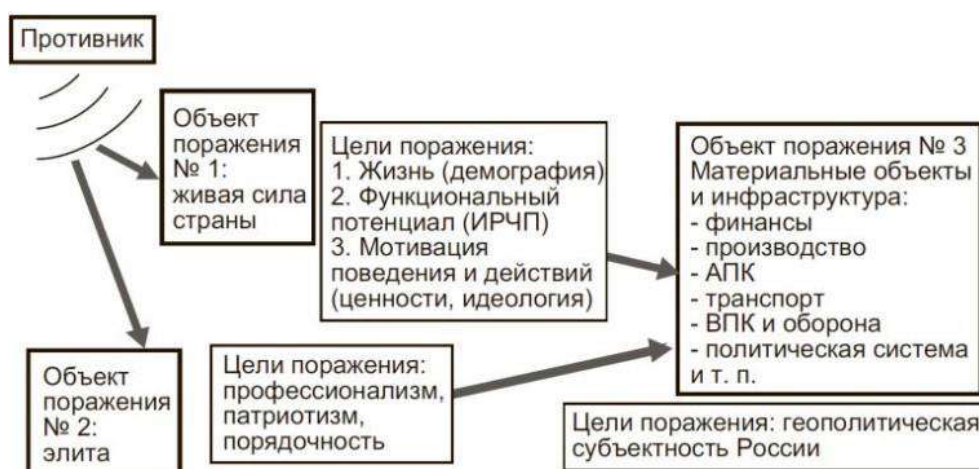 Противник
Объект
поражения
№ 1:
живая сила
страны
Цели поражения:
1. Жизнь (демография)
2. Функциональный
потенциал (ИРЧП)
3. Мотивация
поведения и действий
(ценности, идеология)
Объект поражения № 3
Материальные объекты
и инфраструктура:
- финансы
- производство
- АПК
- транспорт
- ВПК и оборона
- политическая система
и т. п.
Объект
поражения
№ 2:
элита
Цели поражения:
профессионализм,
патриотизм,
порядочность
Цели поражения: геополитическая
субъектность России